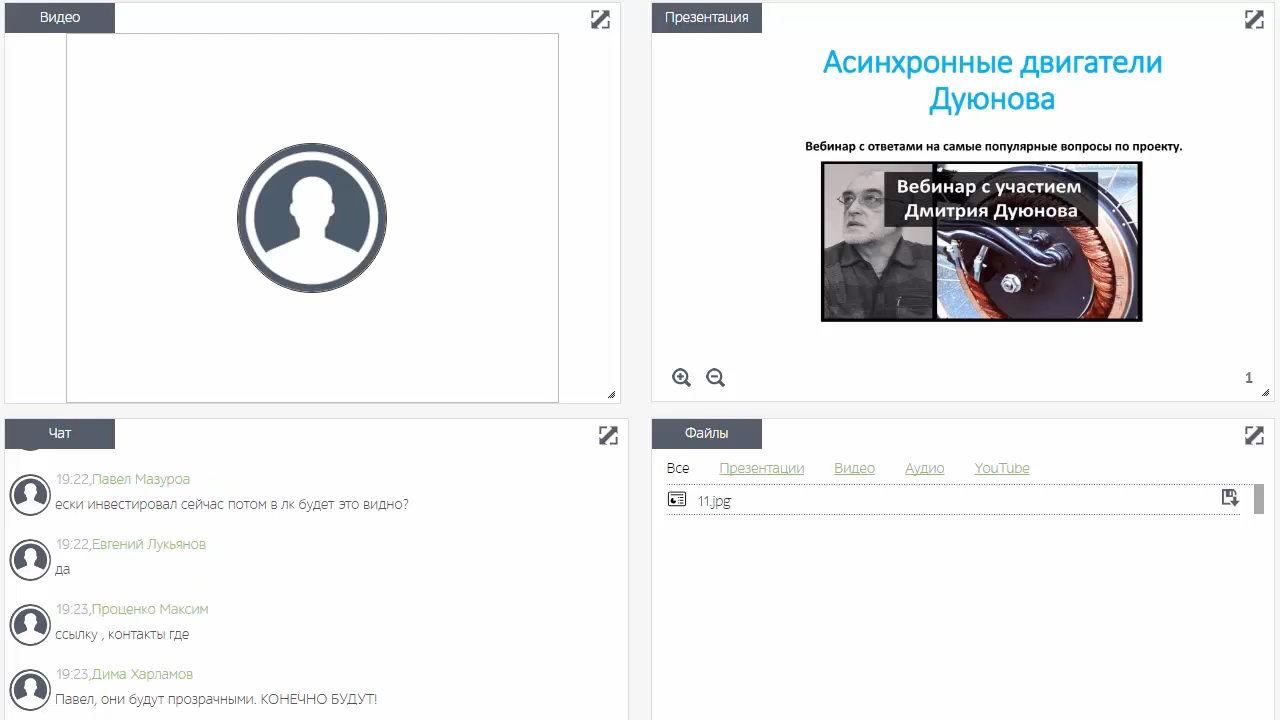 Видео
Презентация
Асинхронные двигатели
Дуюнова
Вебинар с ответами на самые популярные вопросы по проекту.
Вебинар с участием
Дмитрия Дуюнова
1
Чат
19:22,Павел Мазуроа
ески инвестировал сейчас потом в лк будет это видно?
19:22,Евгений Лукьянов
да
19:23,Проценко Максим
ссылку , контакты где
19:23,Дима Харламов
Павел, они будут прозрачными. КОНЕЧНО БУДУТ!
Файлы
Все Презентации Видео Аудио YouTube
11.jpg